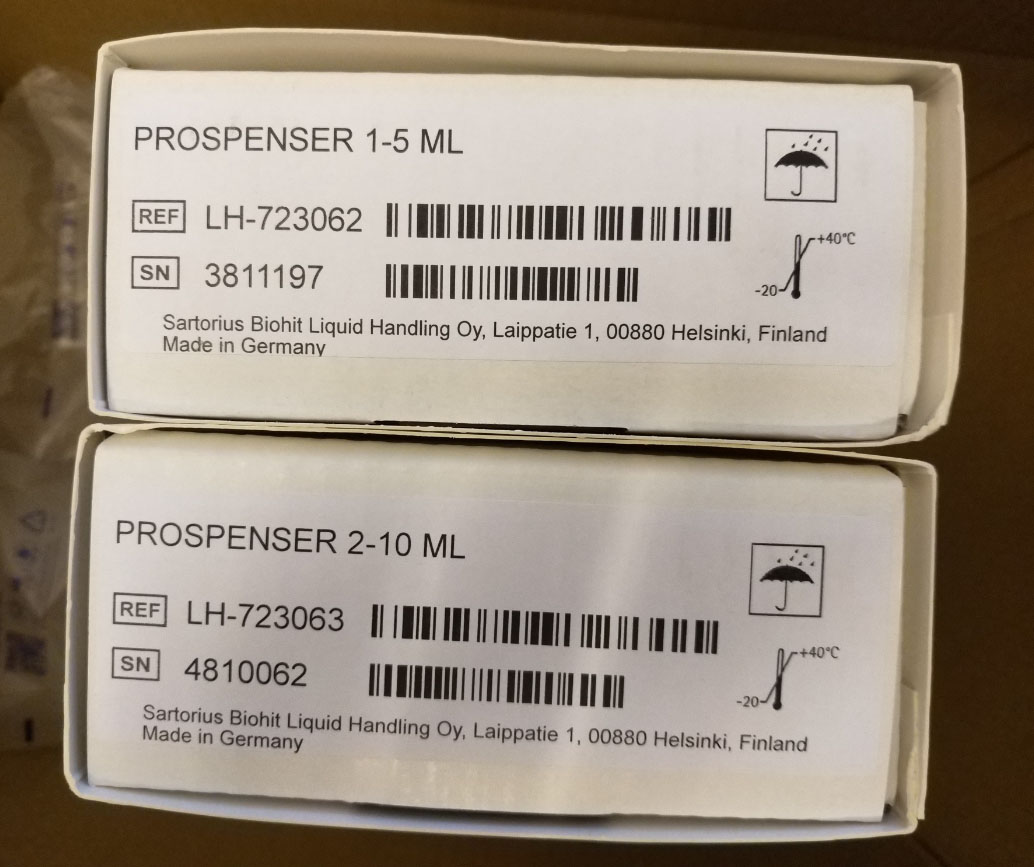 PROSPENSER 1-5 ML
REF LH-723062
+40°C
SN 3811197
-20
Sartorius Biohit Liquid Handling Oy, Laippatie 1, 00880 Helsinki, Finland
Made in Germany
PROSPENSER 2-10 ML
REF LH-723063
+40°C
SN 4810062
-20
Sartorius Biohit Liquid Handling Oy, Laippatie 1, 00880 Helsinki, Finland
Made in Germany